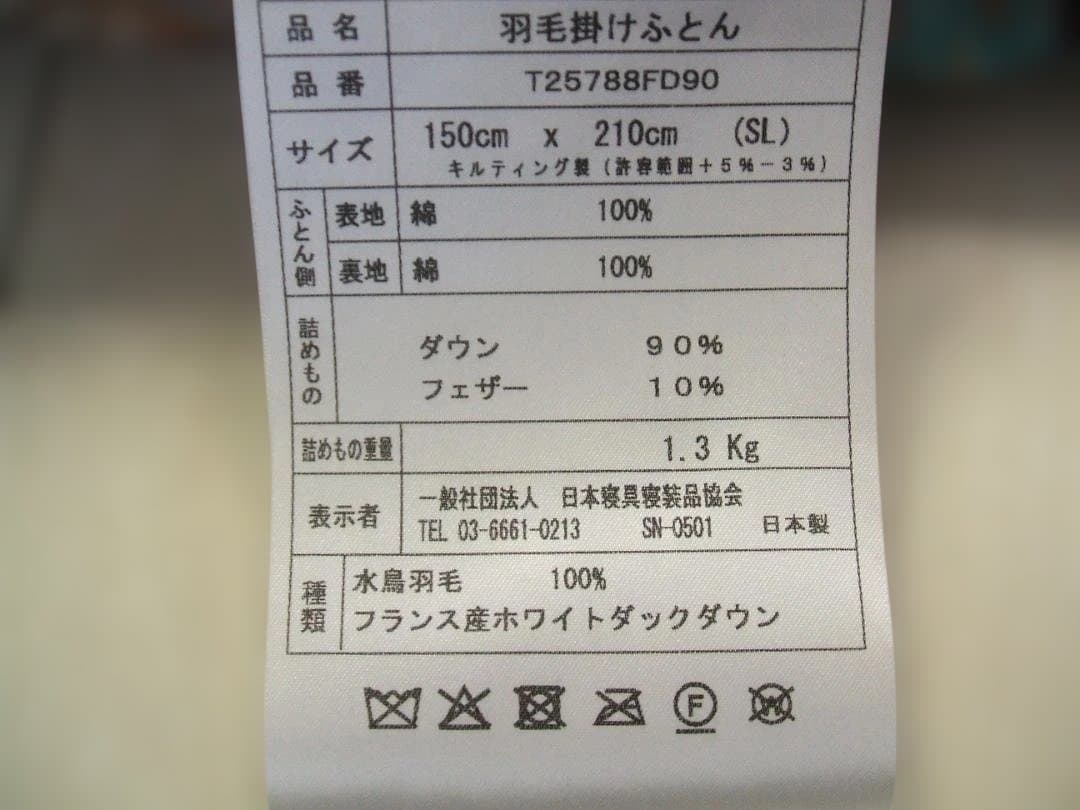 品名 羽毛掛けふとん
品番 T25788FD90
サイズ 150cm x 210cm (SL)
キルティング製(許容範囲+5%-3%)
ふとん側 表地 綿 100%
裏地 綿 100%
詰めもの ダウン 90%
フェザー 10%
詰めもの重量 1.3 Kg
表示者 一般社団法人 日本寝具寝装品協会
TEL 03-6661-0213 SN-0501 日本製
種類 水鳥羽毛 100%
フランス産ホワイトダックダウン
F W